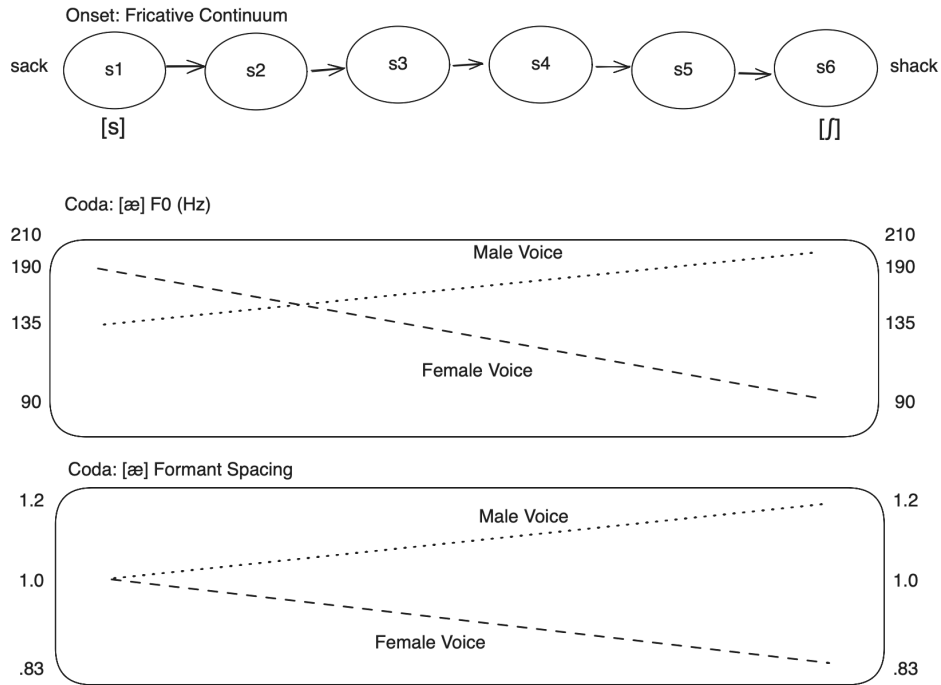 Onset: Fricative Continuum
sack s1 s2 s3 s4 s5 s6 shack
[s] [ʃ]
Coda: [æ] F0 (Hz)
210 210
Male Voice
190 190
135 135
Female Voice
90 90
Coda: [æ] Formant Spacing
1.2 1.2
Male Voice
1.0 1.0
Female Voice
.83 .83